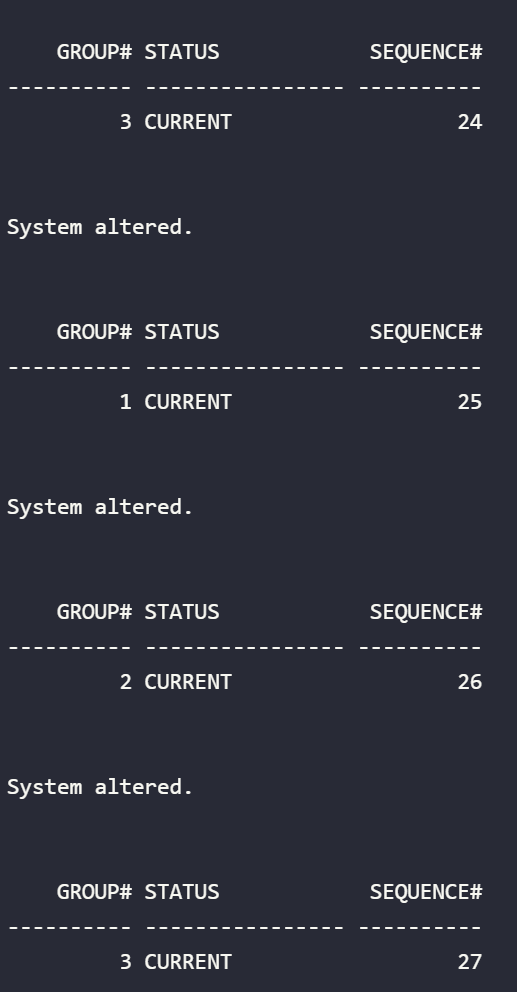 GROUP# STATUS            SEQUENCE#
---------- ---------------- ----------
         3 CURRENT                  24
System altered.
    GROUP# STATUS            SEQUENCE#
---------- ---------------- ----------
         1 CURRENT                  25
System altered.
    GROUP# STATUS            SEQUENCE#
---------- ---------------- ----------
         2 CURRENT                  26
System altered.
    GROUP# STATUS            SEQUENCE#
---------- ---------------- ----------
         3 CURRENT                  27